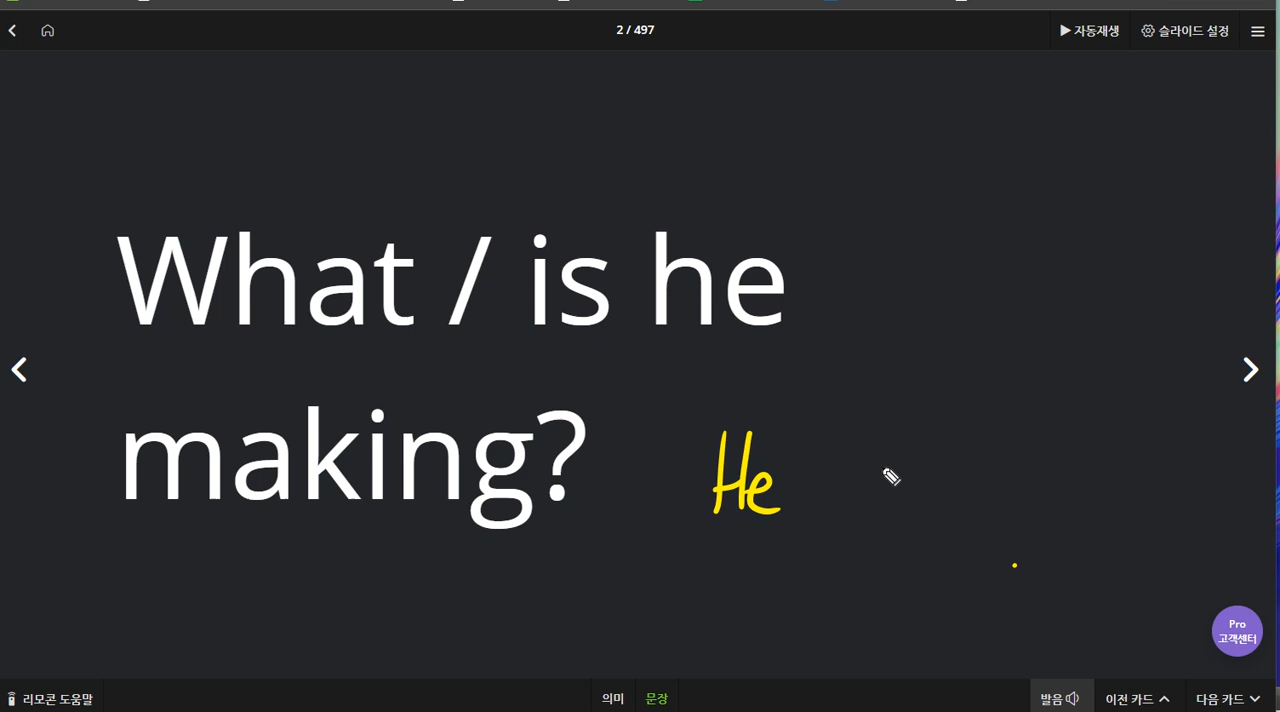 2 / 497
자동재생
슬라이드 설정
What / is he
making?
He
Pro
고객센터
리모콘 도움말
의미
문장
발음
이전 카드
다음 카드